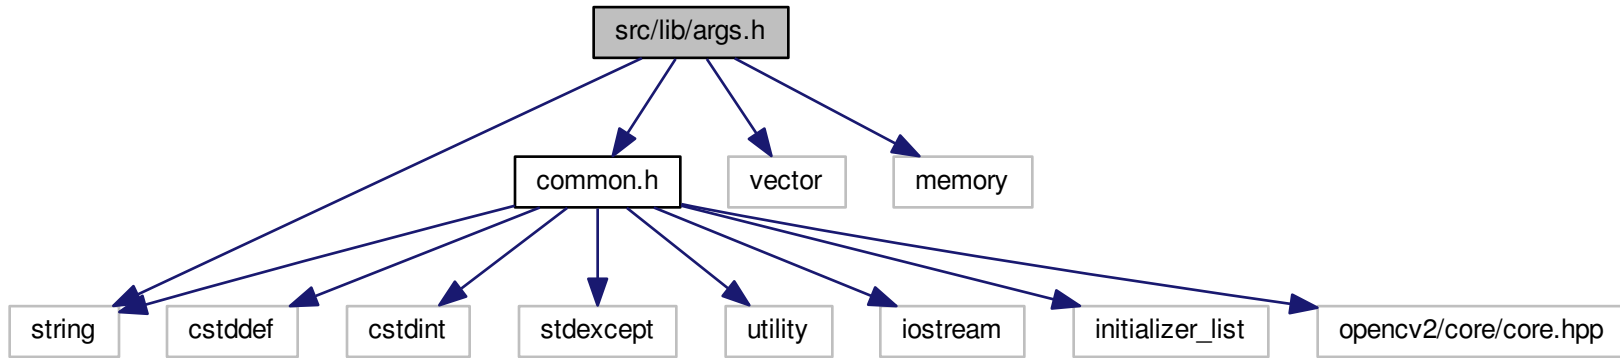 src/lib/args.h
common.h
vector
memory
string
cstddef
cstdint
stdexcept
utility
iostream
initializer_list
opencv2/core/core.hpp